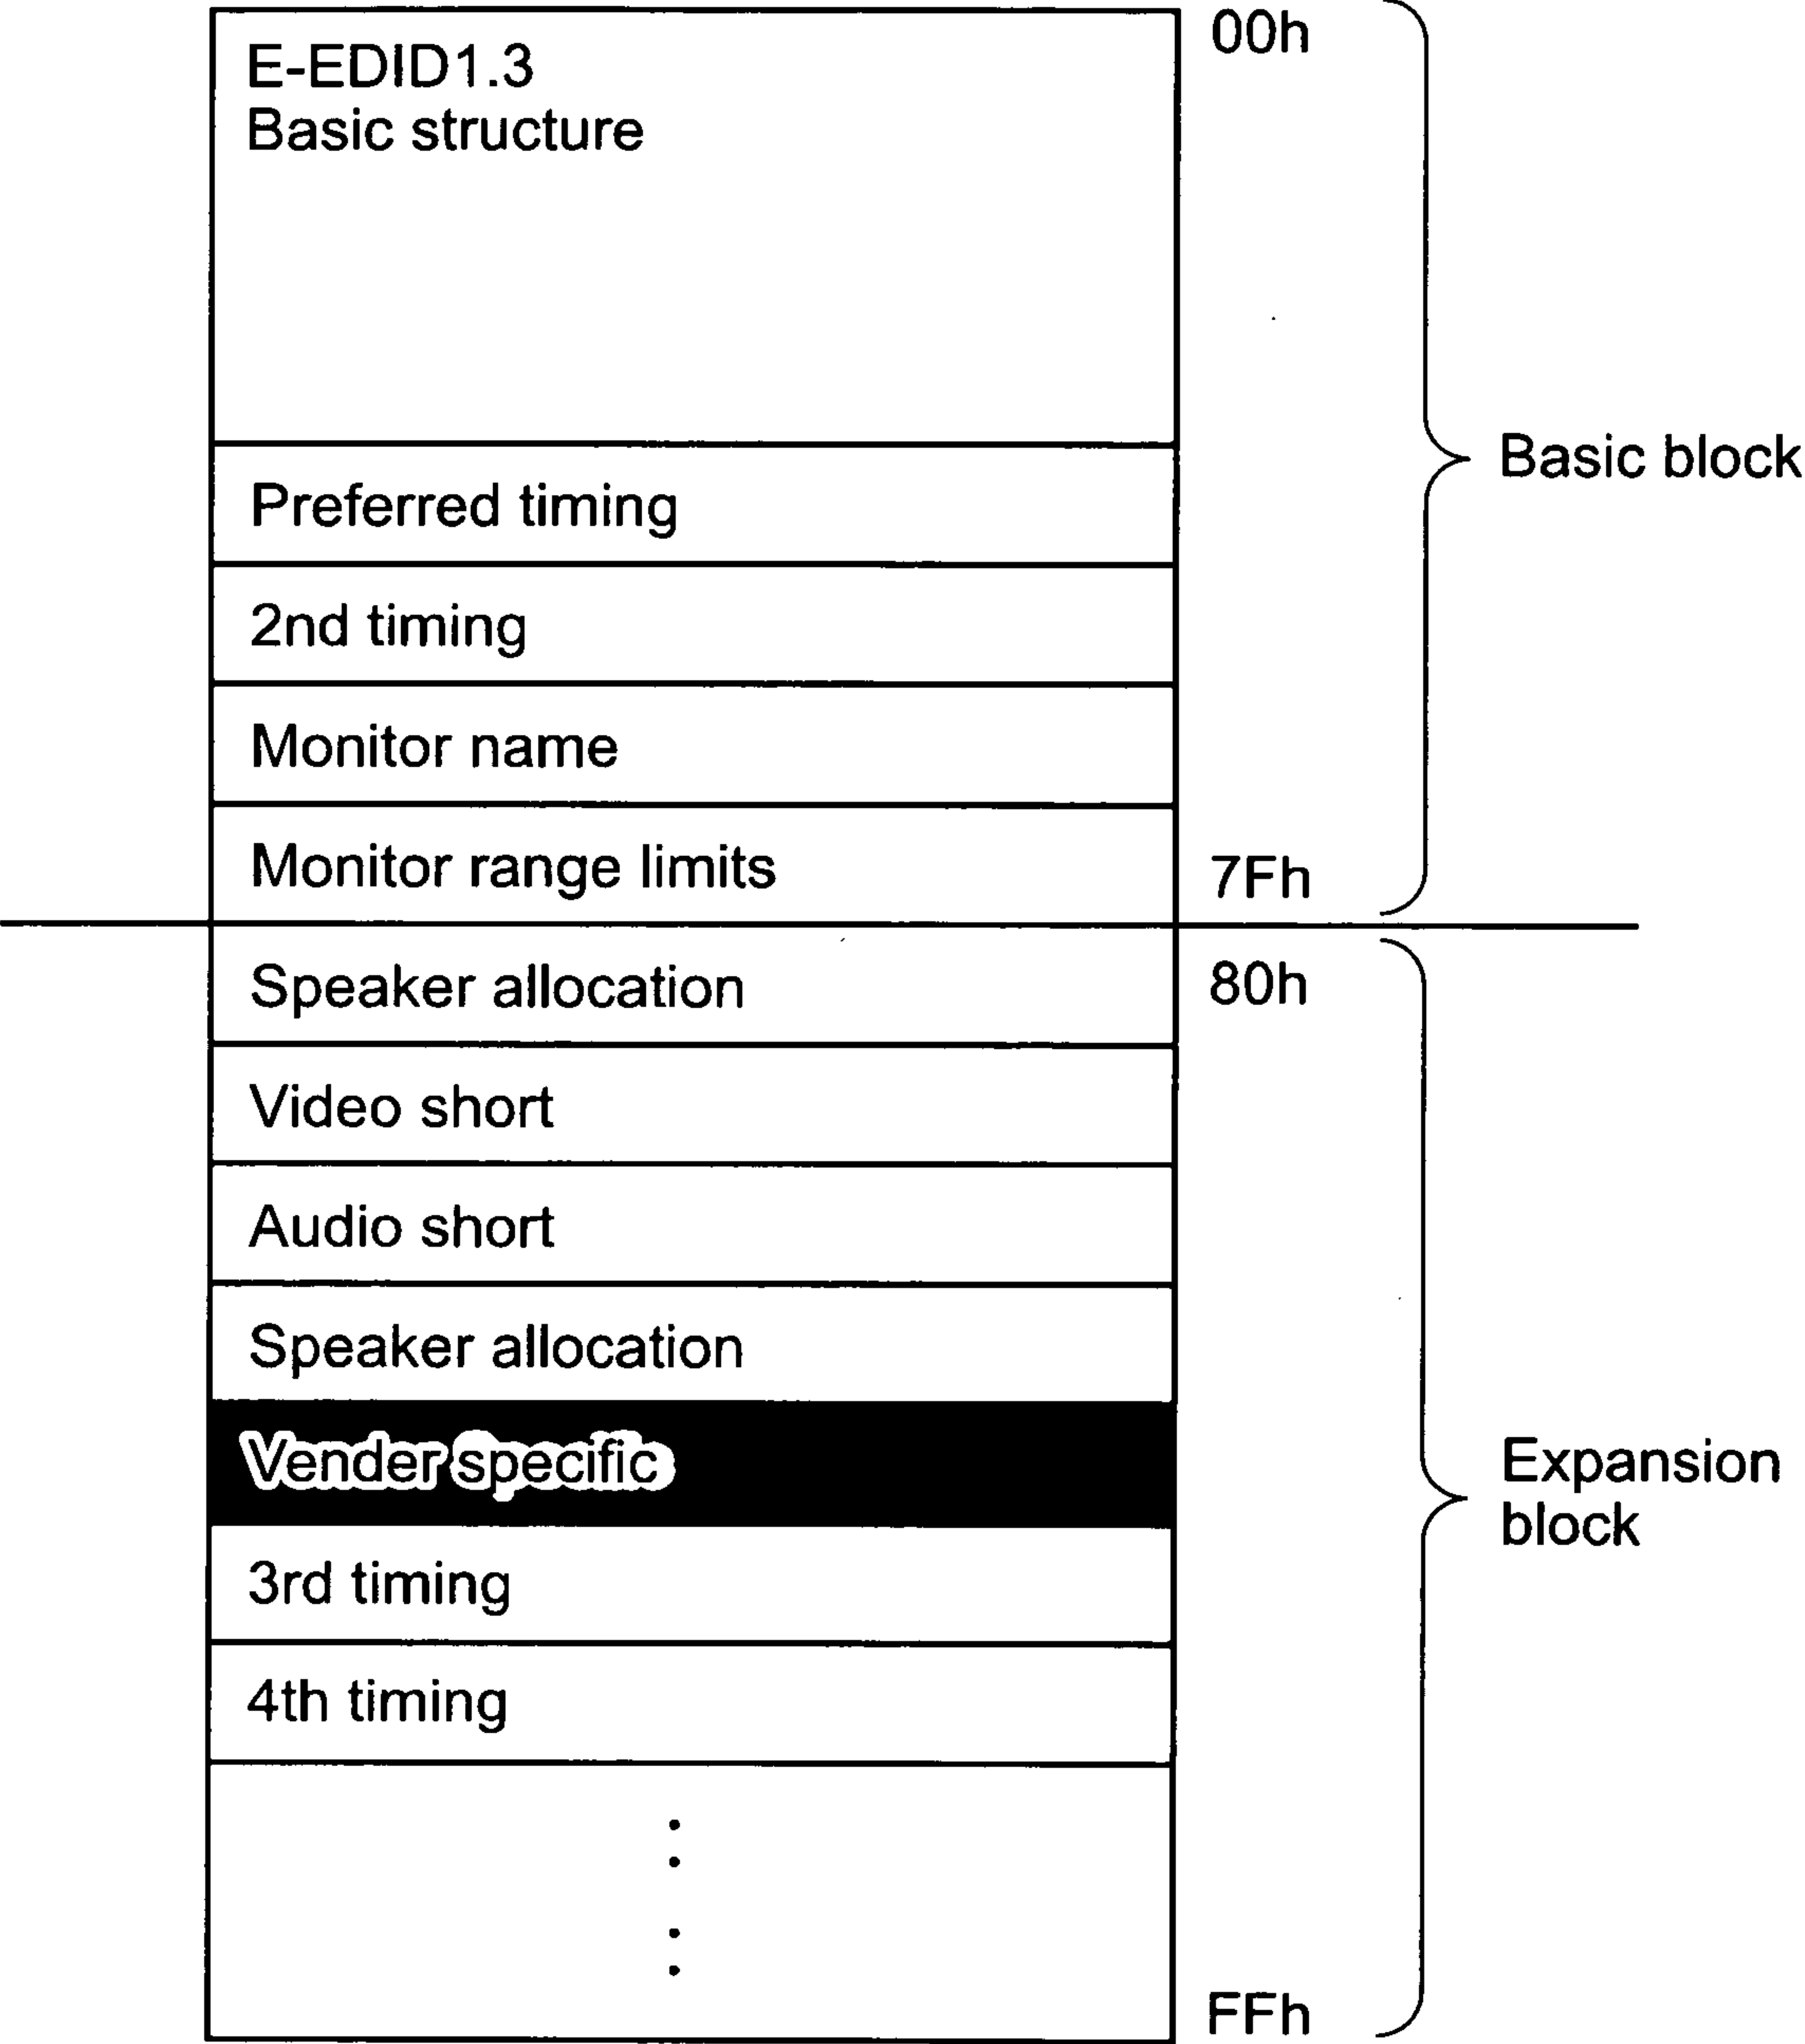 E-EDID1.3
Basic structure
00h
Preferred timing
Basic block
2nd timing
Monitor name
Monitor range limits
7Fh
Speaker allocation
80h
Video short
Audio short
Speaker allocation
Vender specific
Expansion
block
3rd timing
4th timing
FFh